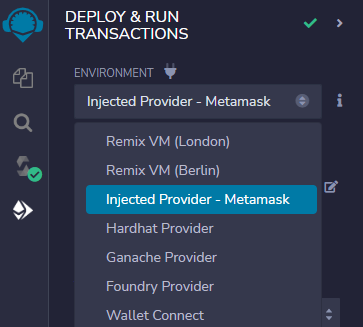 DEPLOY & RUN
TRANSACTIONS
ENVIRONMENT
Injected Provider - Metamask
Remix VM (London)
Remix VM (Berlin)
Injected Provider - Metamask
Hardhat Provider
Ganache Provider
Foundry Provider
Wallet Connect